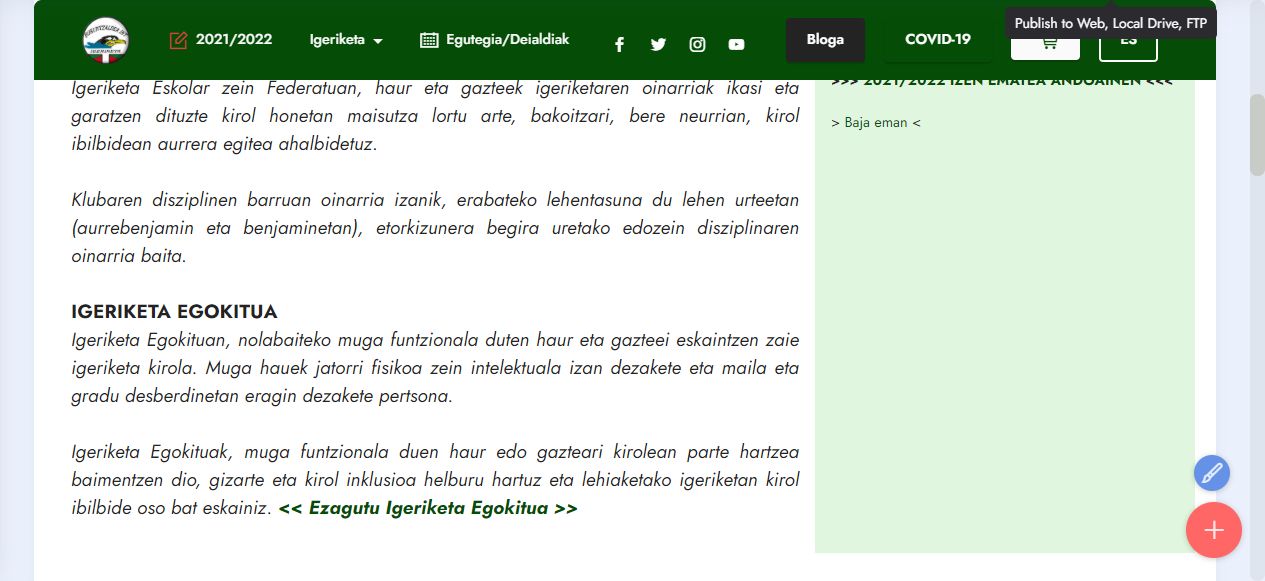 2021/2022
Igeriketa
Egutegia/Deialdiak
Bloga
COVID-19
Publish to Web, Local Drive, FTP
ES
Igeriketa Eskolar zein Federatuan, haur eta gazteek igeriketaren oinarriak ikasi eta
garatzen dituzte kirol honetan maisutza lortu arte, bakoitzari, bere neurrian, kirol
ibilbidean aurrera egitea ahalbidetuz.
Klubaren disziplinen barruan oinarria izanik, erabateko lehentasuna du lehen urteetan
(aurrebenjamin eta benjaminetan), etorkizunera begira uretako edozein disziplinaren
oinarria baita.
IGERIKETA EGOKITUA
Igeriketa Egokituan, nolabaiteko muga funtzionala duten haur eta gazteei eskaintzen zaie
igeriketa kirola. Muga hauek jatorri fisikoa zein intelektuala izan dezakete eta maila eta
gradu desberdinetan eragin dezakete pertsona.
Igeriketa Egokituak, muga funtzionala duen haur edo gazteari kirolean parte hartzea
baimentzen dio, gizarte eta kirol inklusioa helburu hartuz eta lehiaketako igeriketan kirol
ibilbide oso bat eskainiz. << Ezagutu Igeriketa Egokitua >>
>>> 2021/2022 IZEN EMATEA ANDOAINEN <<<
> Baja eman <